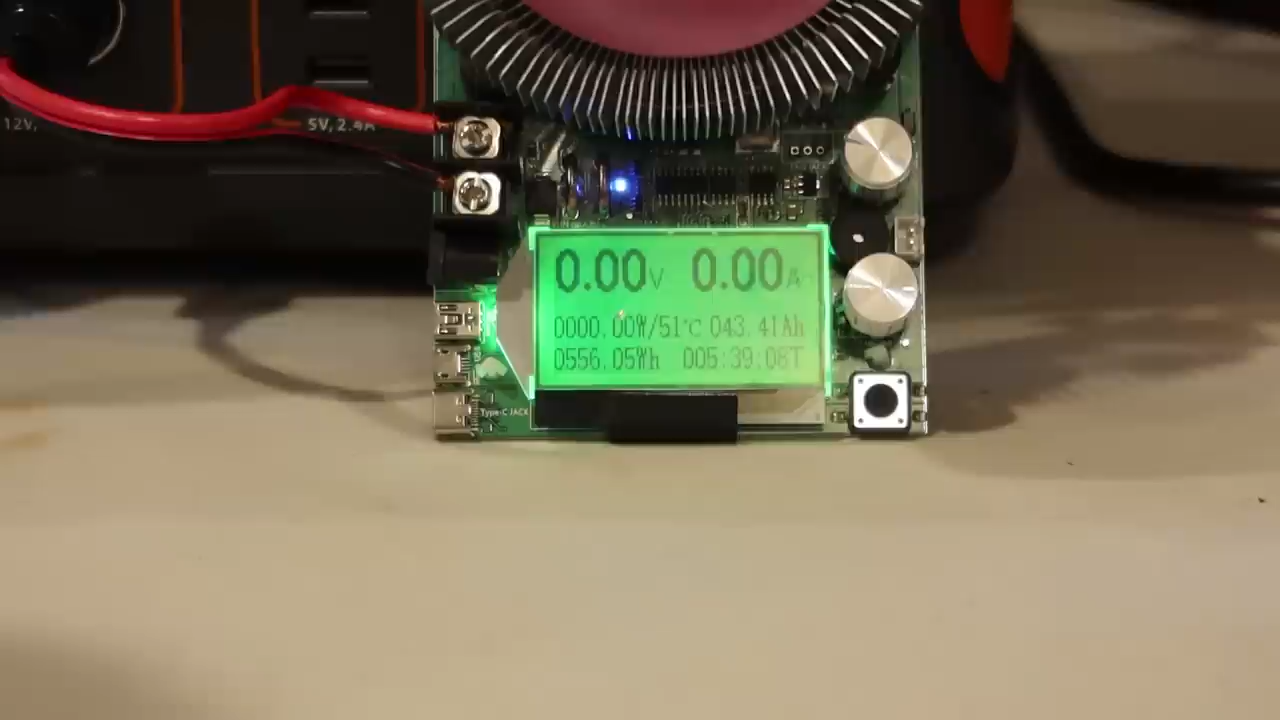 12V,
5V, 2.4A
0.00V 0.00A
0000.00W/51℃ 043.41Ah
0556.05Wh 005:39:08T
Type-C JACK